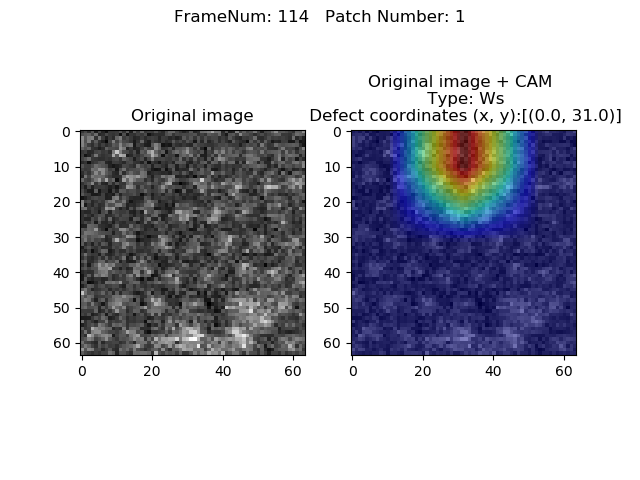 FrameNum: 114   Patch Number: 1
Original image
Original image + CAM
Type: Ws
Defect coordinates (x, y):[(0.0, 31.0)]
0
10
20
30
40
50
60
0 20 40 60
0
10
20
30
40
50
60
0 20 40 60